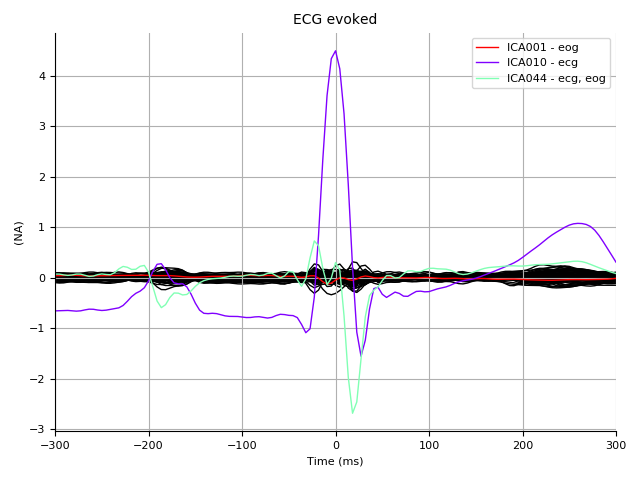 ECG evoked
ICA001 - eog
ICA010 - ecg
ICA044 - ecg, eog
(NA)
4
3
2
1
0
−1
−2
−3
−300
−200
−100
0
100
200
300
Time (ms)